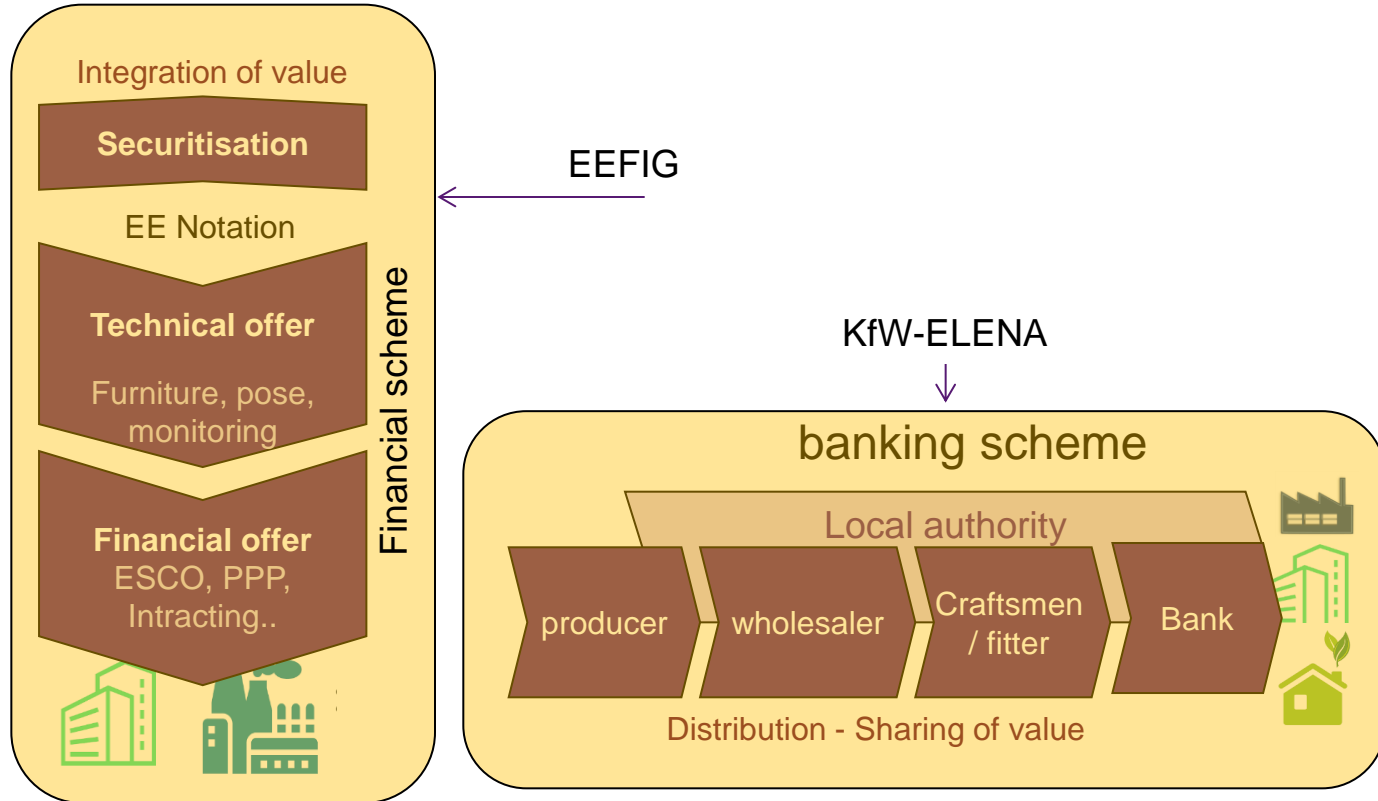 Integration of value
Securitisation
EE Notation
Technical offer
Furniture, pose,
monitoring
Financial offer
ESCO, PPP,
Intracting..
Financial scheme
EEFIG
KfW-ELENA
banking scheme
Local authority
producer
wholesaler
Craftsmen
/ fitter
Bank
Distribution - Sharing of value